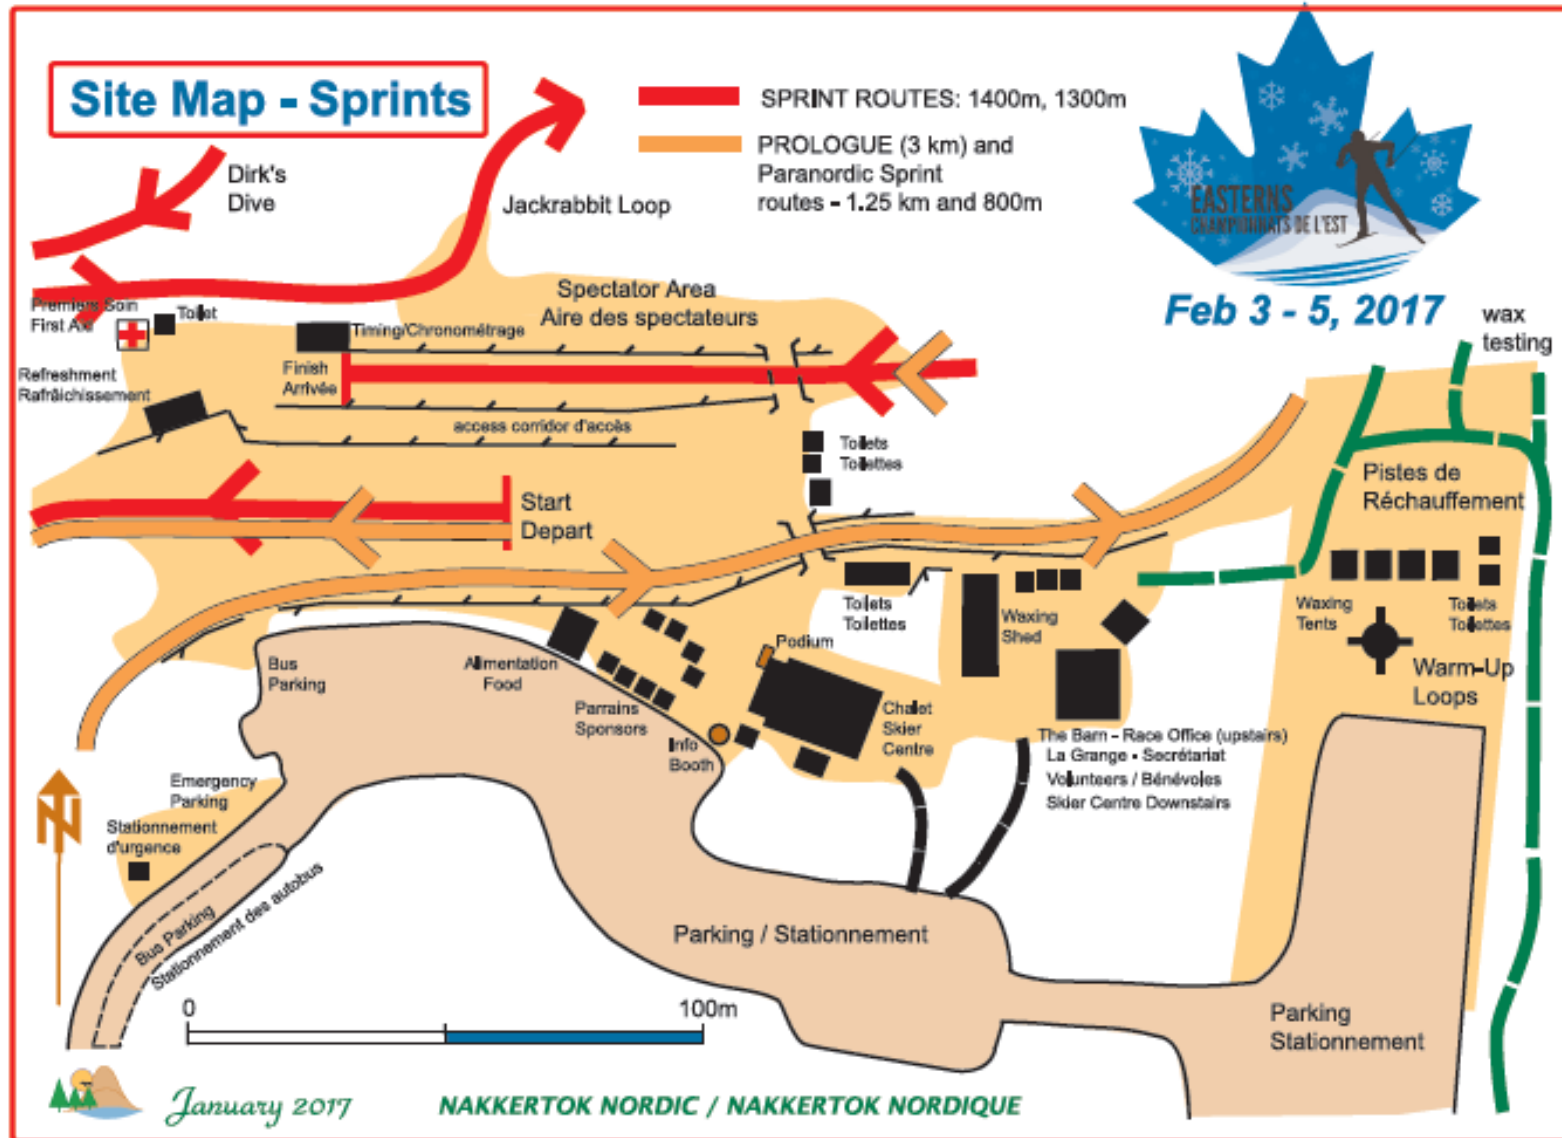 Site Map - Sprints
SPRINT ROUTES: 1400m, 1300m
PROLOGUE (3 km) and
Paranordic Sprint
routes - 1.25 km and 800m
EASTERNS
CHAMPIONNATS DE L'EST
Feb 3 - 5, 2017
wax
testing
Dirk's
Dive
Jackrabbit Loop
Spectator Area
Aire des spectateurs
Premiers Soin
First Aid
Toilet
Timing/Chronométrage
Finish
Arrivée
Refreshment
Rafrâichissement
access corridor d'accès
Toilets
Toilettes
Pistes de
Réchauffement
Start
Depart
Toilets
Toilettes
Waxing
Shed
Waxing
Tents
Toilets
Toilettes
Warm-Up
Loops
Podium
Bus
Parking
Alimentation
Food
Parrains
Sponsors
Info
Booth
Chalet
Skier
Centre
The Barn - Race Office (upstairs)
La Grange - Secrétariat
Volunteers / Bénévoles
Skier Centre Downstairs
Emergency
Parking
Stationnement
d'urgence
N
Bus Parking
Stationnement des autobus
Parking / Stationnement
Parking
Stationnement
0 100m
January 2017
NAKKERTOK NORDIC / NAKKERTOK NORDIQUE